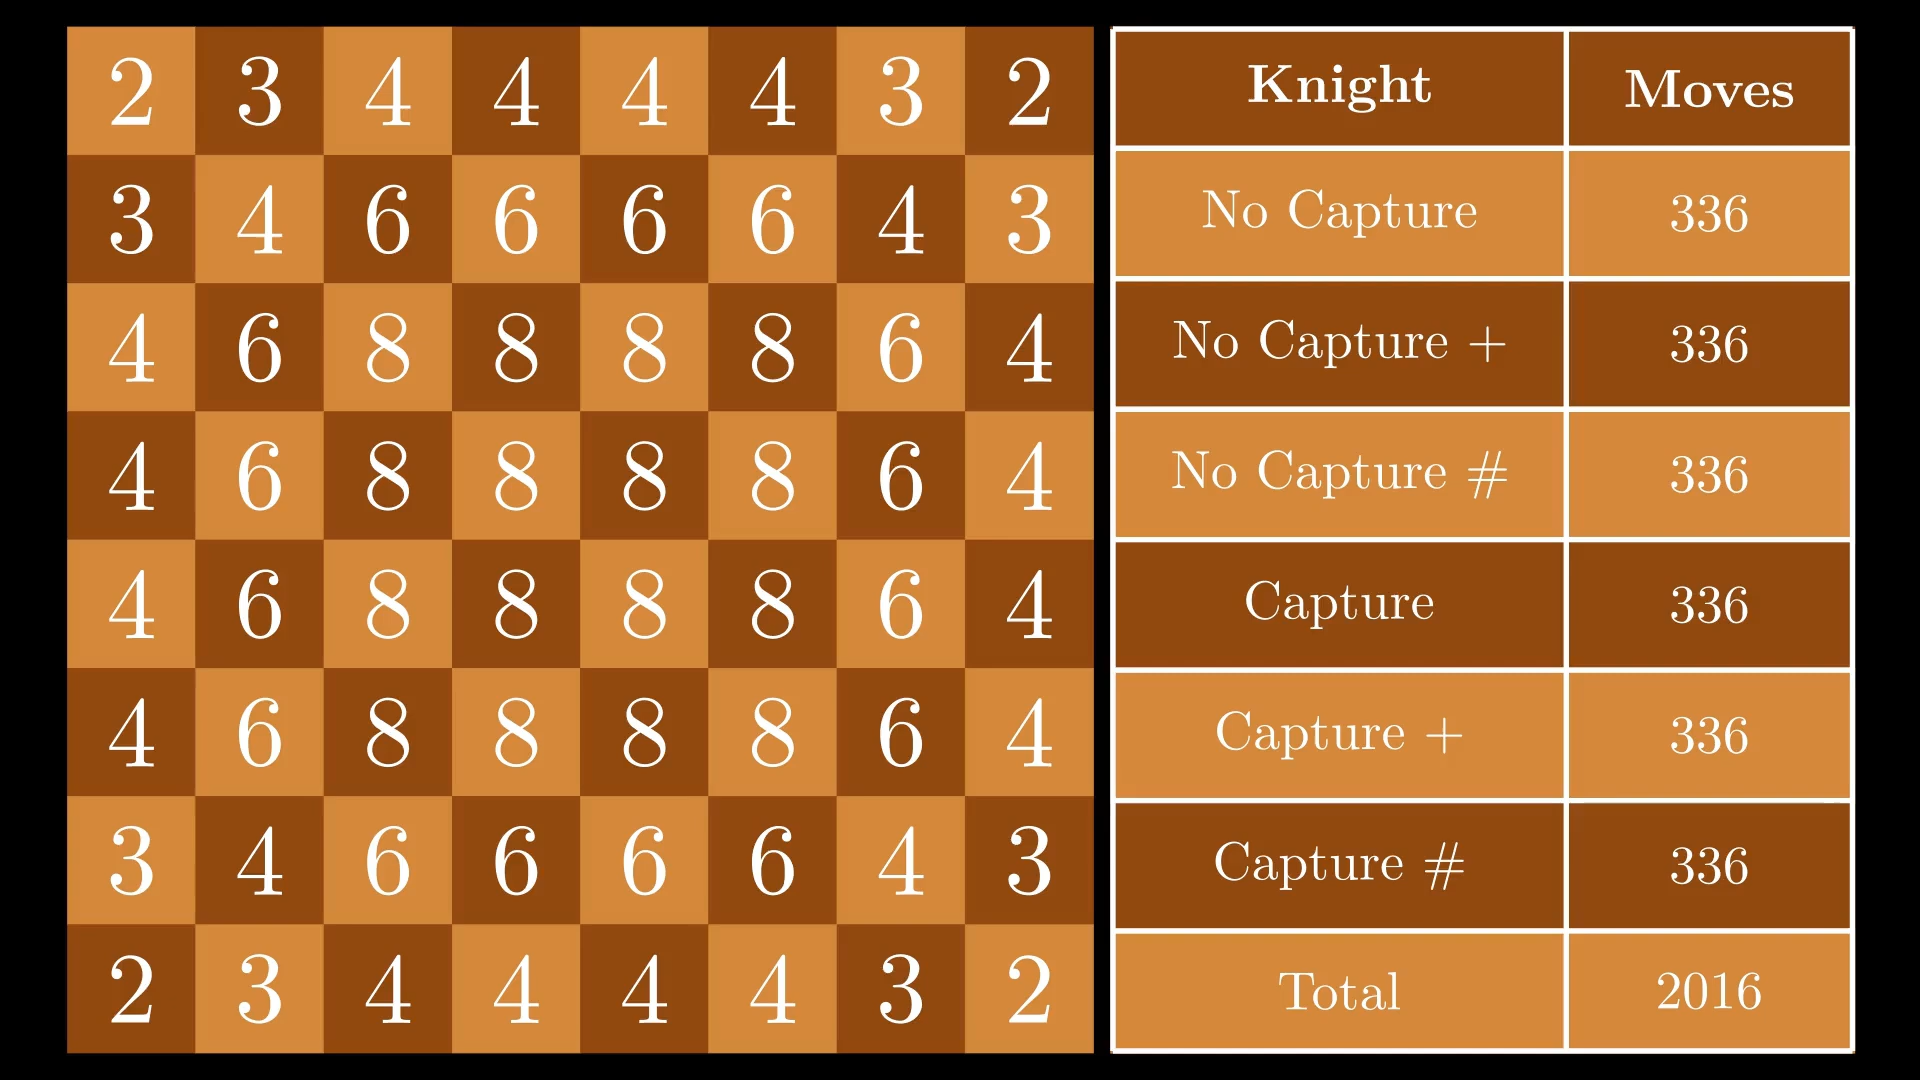 2 3 4 4 4 4 3 2
3 4 6 6 6 6 4 3
4 6 8 8 8 8 6 4
4 6 8 8 8 8 6 4
4 6 8 8 8 8 6 4
4 6 8 8 8 8 6 4
3 4 6 6 6 6 4 3
2 3 4 4 4 4 3 2
Knight Moves
No Capture 336
No Capture + 336
No Capture # 336
Capture 336
Capture + 336
Capture # 336
Total 2016